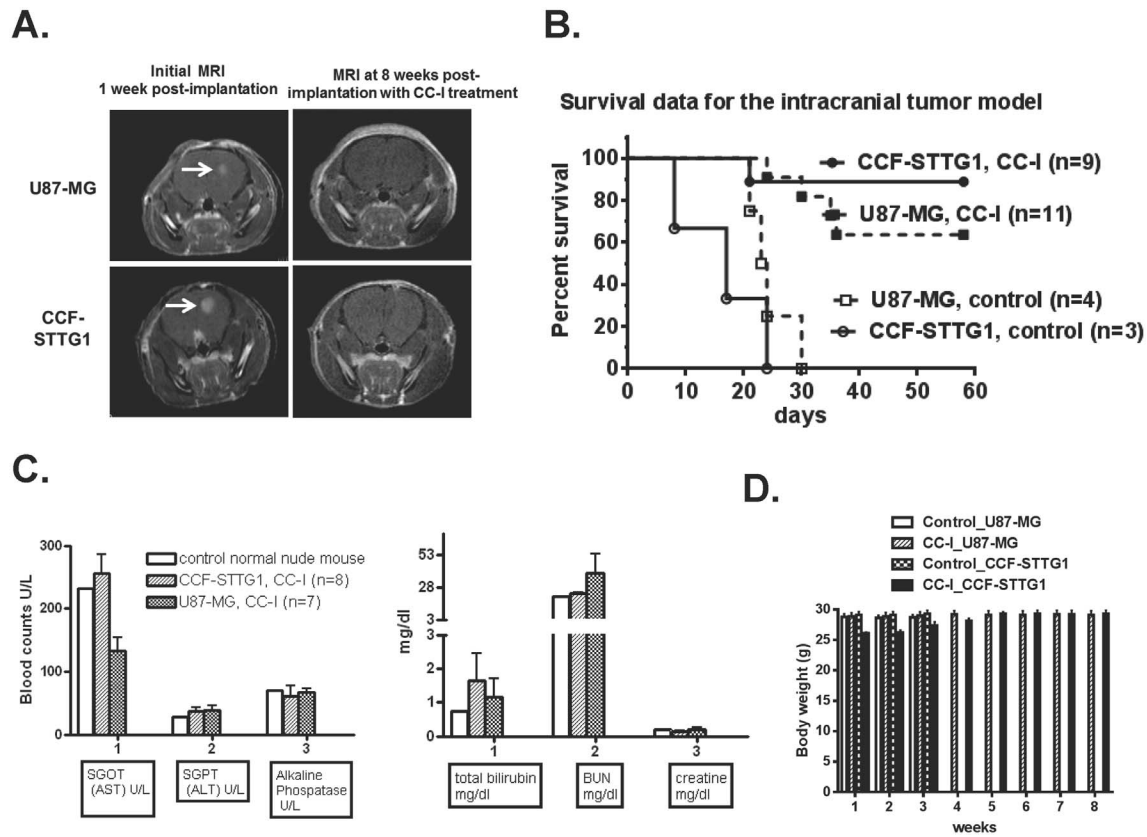 A.
Initial MRI
1 week post-implantation
MRI at 8 weeks post-
implantation with CC-I treatment
U87-MG
CCF-
STTG1
B.
Survival data for the intracranial tumor model
Percent survival
100
80
60
40
20
0
0 10 20 30 40 50 60
days
CCF-STTG1, CC-I (n=9)
U87-MG, CC-I (n=11)
U87-MG, control (n=4)
CCF-STTG1, control (n=3)
C.
Blood counts U/L
300
200
100
0
control normal nude mouse
CCF-STTG1, CC-I (n=8)
U87-MG, CC-I (n=7)
1 2 3
SGOT
(AST) U/L
SGPT
(ALT) U/L
Alkaline
Phospatase
U/L
mg/dl
53
28
3
3
2
1
0
1 2 3
total bilirubin
mg/dl
BUN
mg/dl
creatine
mg/dl
D.
Control_U87-MG
CC-I_U87-MG
Control_CCF-STTG1
CC-I_CCF-STTG1
Body weight (g)
30
25
20
15
10
5
0
1 2 3 4 5 6 7 8
weeks